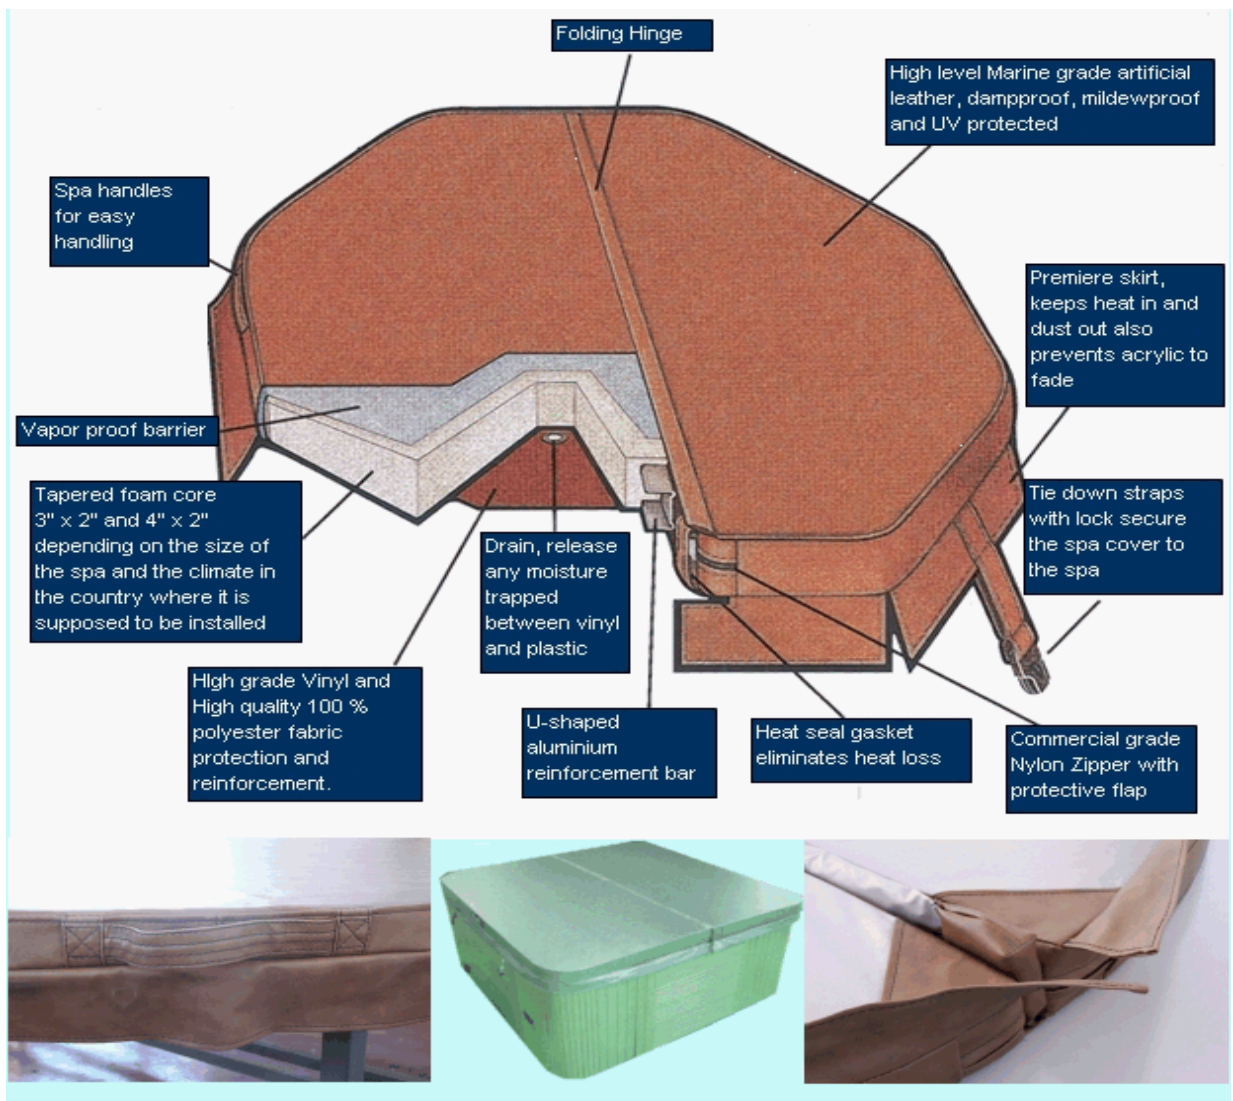 Folding Hinge
High level Marine grade artificial
leather, dampproof, mildewproof
and UV protected
Spa handles
for easy
handling
Premiere skirt,
keeps heat in and
dust out also
prevents acrylic to
fade
Vapor proof barrier
Tapered foam core
3" x 2" and 4" x 2"
depending on the size of
the spa and the climate in
the country where it is
supposed to be installed
Tie down straps
with lock secure
the spa cover to
the spa
Drain, release
any moisture
trapped
between vinyl
and plastic
HIgh grade Vinyl and
High quality 100 %
polyester fabric
protection and
reinforcement.
U-shaped
aluminium
reinforcement bar
Heat seal gasket
eliminates heat loss
Commercial grade
Nylon Zipper with
protective flap